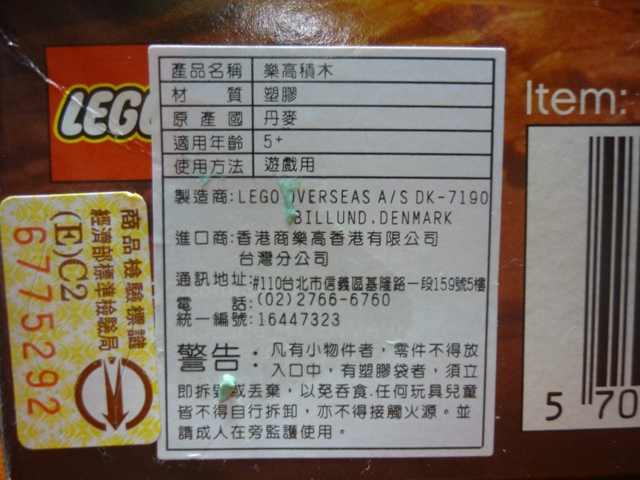 LEGO
產品名稱 樂高積木
材質 塑膠
原產國 丹麥
適用年齡 5+
使用方法 遊戲用
製造商:LEGO OVERSEAS A/S DK-7190
BILLUND.DENMARK
進口商:香港商樂高香港有限公司
台灣分公司
通訊地址:#110台北市信義區基隆路一段159號5樓
電話:(02)2766-6760
統一編號:16447323
警告:凡有小物件者,零件不得放
入口中,有塑膠袋者,須立
即拆毀或丟棄,以免吞食.任何玩具兒童
皆不得自行拆卸,亦不得接觸火源。並
請成人在旁監護使用。
商品檢驗標識
經濟部標準檢驗局
(E)C2
6775292
Item:
5 70